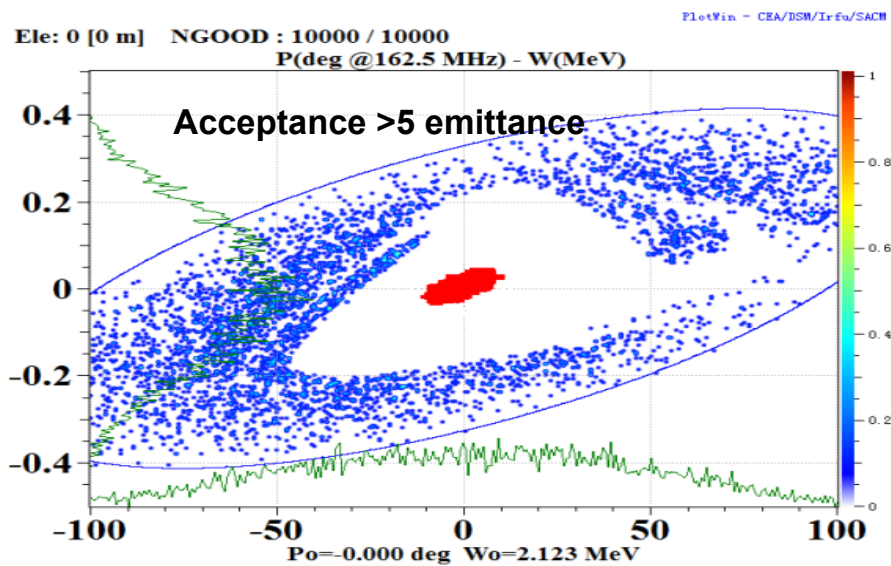 PlotWin - CEA/DSM/Irfu/SACM
Ele: 0 [0 m] NGOOD : 10000 / 10000
P(deg @162.5 MHz) - W(MeV)
Acceptance >5 emittance
0.4
0.2
0
-0.2
-0.4
1
0.8
0.6
0.4
0.2
0
-100 -50 0 50 100
Po=-0.000 deg Wo=2.123 MeV